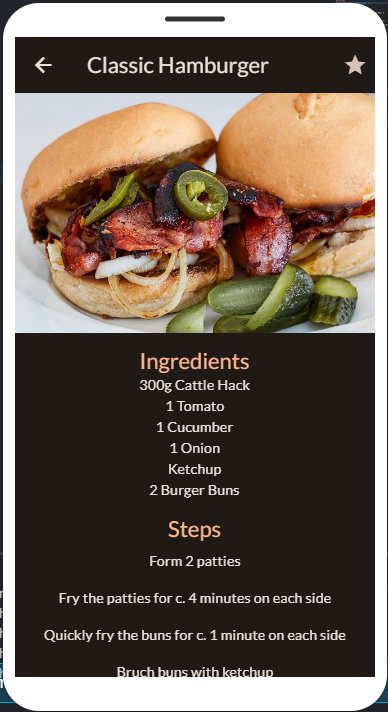 Classic Hamburger
Ingredients
300g Cattle Hack
1 Tomato
1 Cucumber
1 Onion
Ketchup
2 Burger Buns
Steps
Form 2 patties
Fry the patties for c. 4 minutes on each side
Quickly fry the buns for c. 1 minute on each side
Bruch buns with ketchup